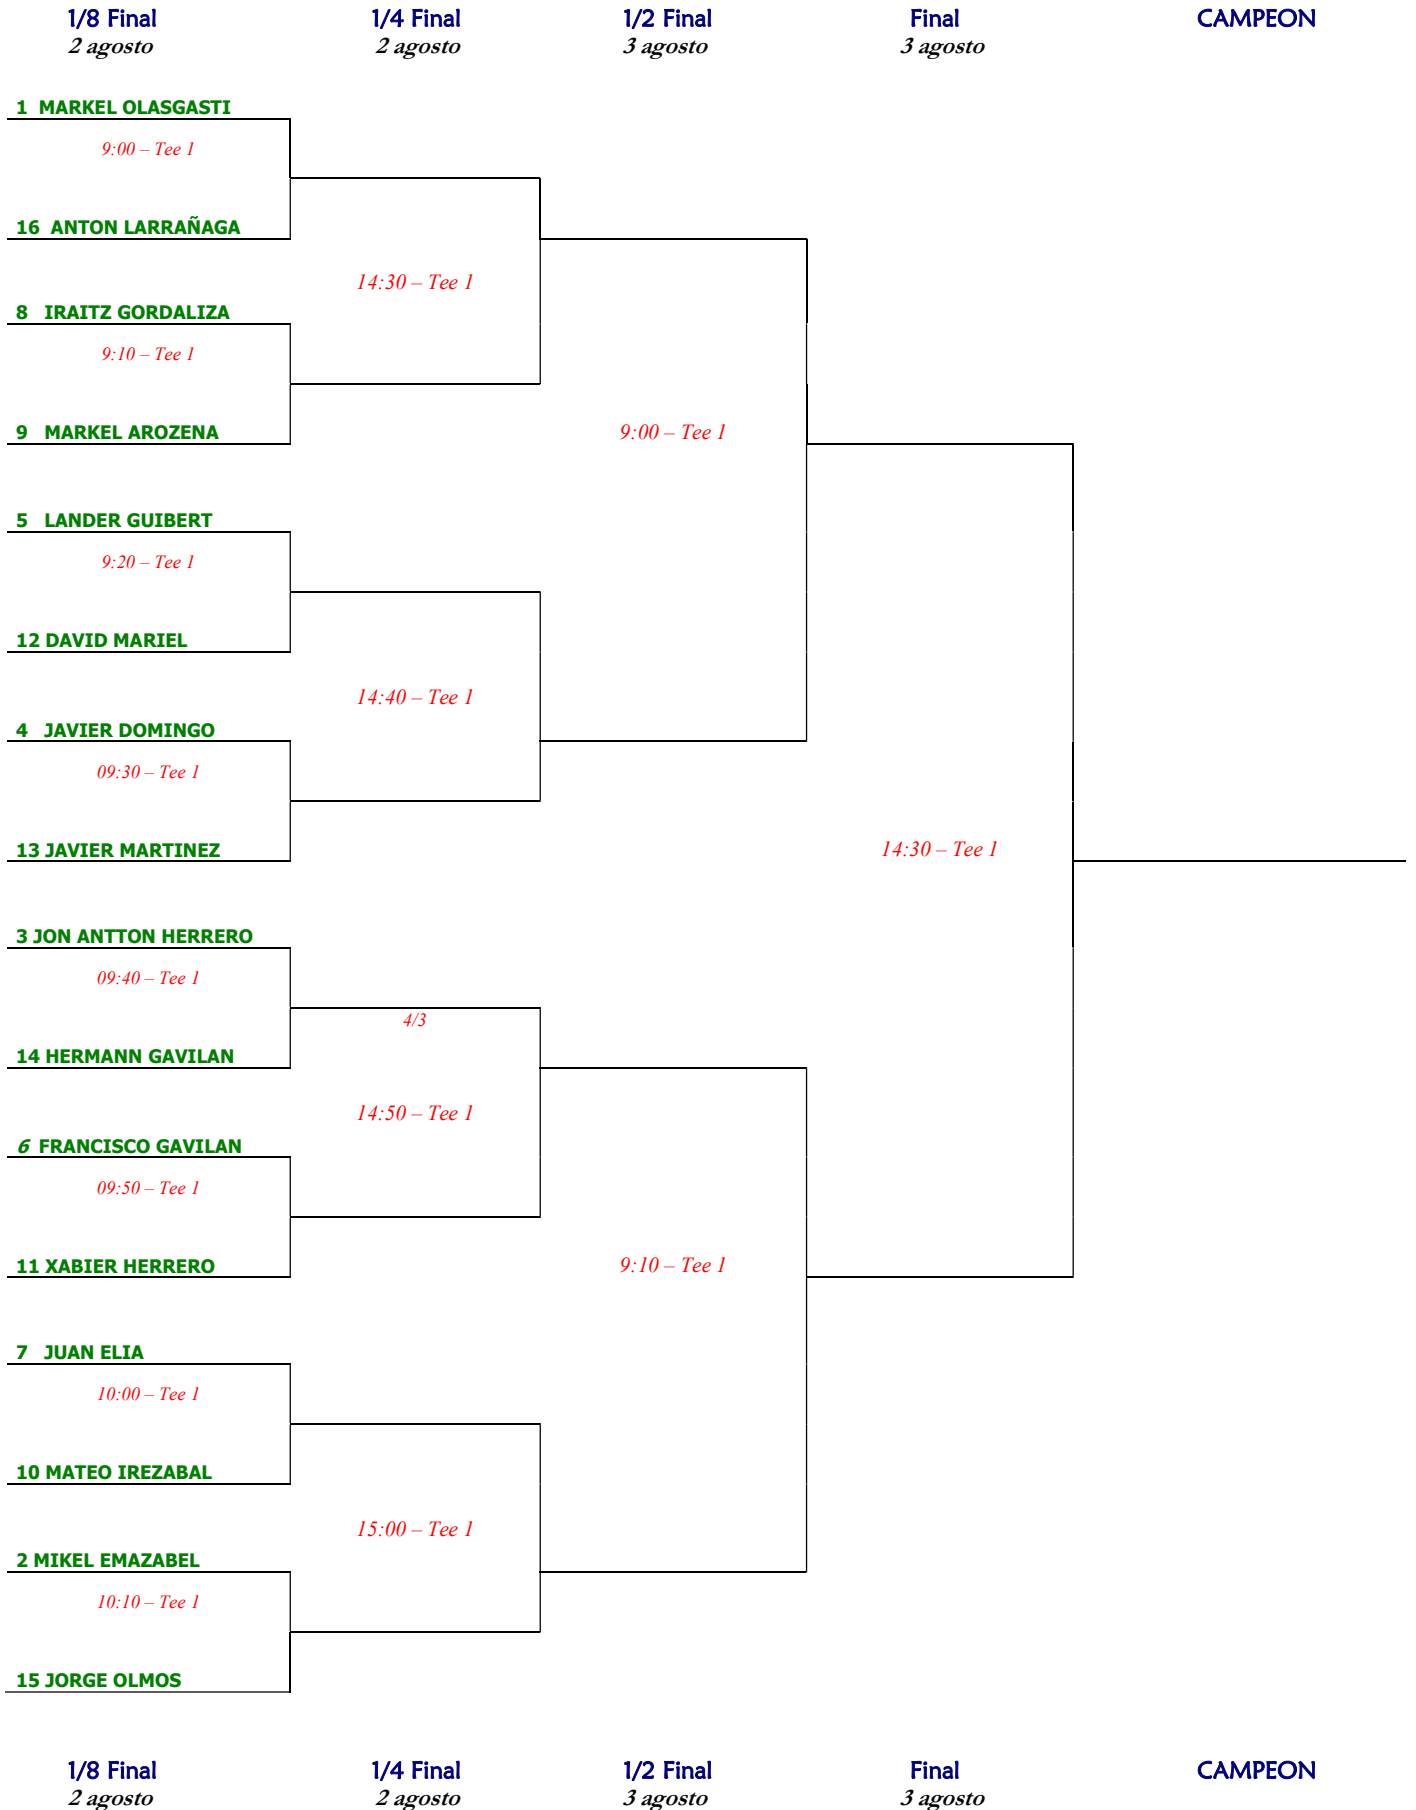 1/8 Final 1/4 Final 1/2 Final Final CAMPEON
2 agosto 2 agosto 3 agosto 3 agosto
1 MARKEL OLASGASTI
9:00 – Tee 1
16 ANTON LARRAÑAGA
14:30 – Tee 1
8 IRAITZ GORDALIZA
9:10 – Tee 1
9 MARKEL AROZENA
9:00 – Tee 1
5 LANDER GUIBERT
9:20 – Tee 1
12 DAVID MARIEL
14:40 – Tee 1
4 JAVIER DOMINGO
09:30 – Tee 1
13 JAVIER MARTINEZ
14:30 – Tee 1
3 JON ANTTON HERRERO
09:40 – Tee 1
4/3
14 HERMANN GAVILAN
14:50 – Tee 1
6 FRANCISCO GAVILAN
09:50 – Tee 1
11 XABIER HERRERO
9:10 – Tee 1
7 JUAN ELIA
10:00 – Tee 1
10 MATEO IREZABAL
15:00 – Tee 1
2 MIKEL EMAZABEL
10:10 – Tee 1
15 JORGE OLMOS
1/8 Final 1/4 Final 1/2 Final Final CAMPEON
2 agosto 2 agosto 3 agosto 3 agosto